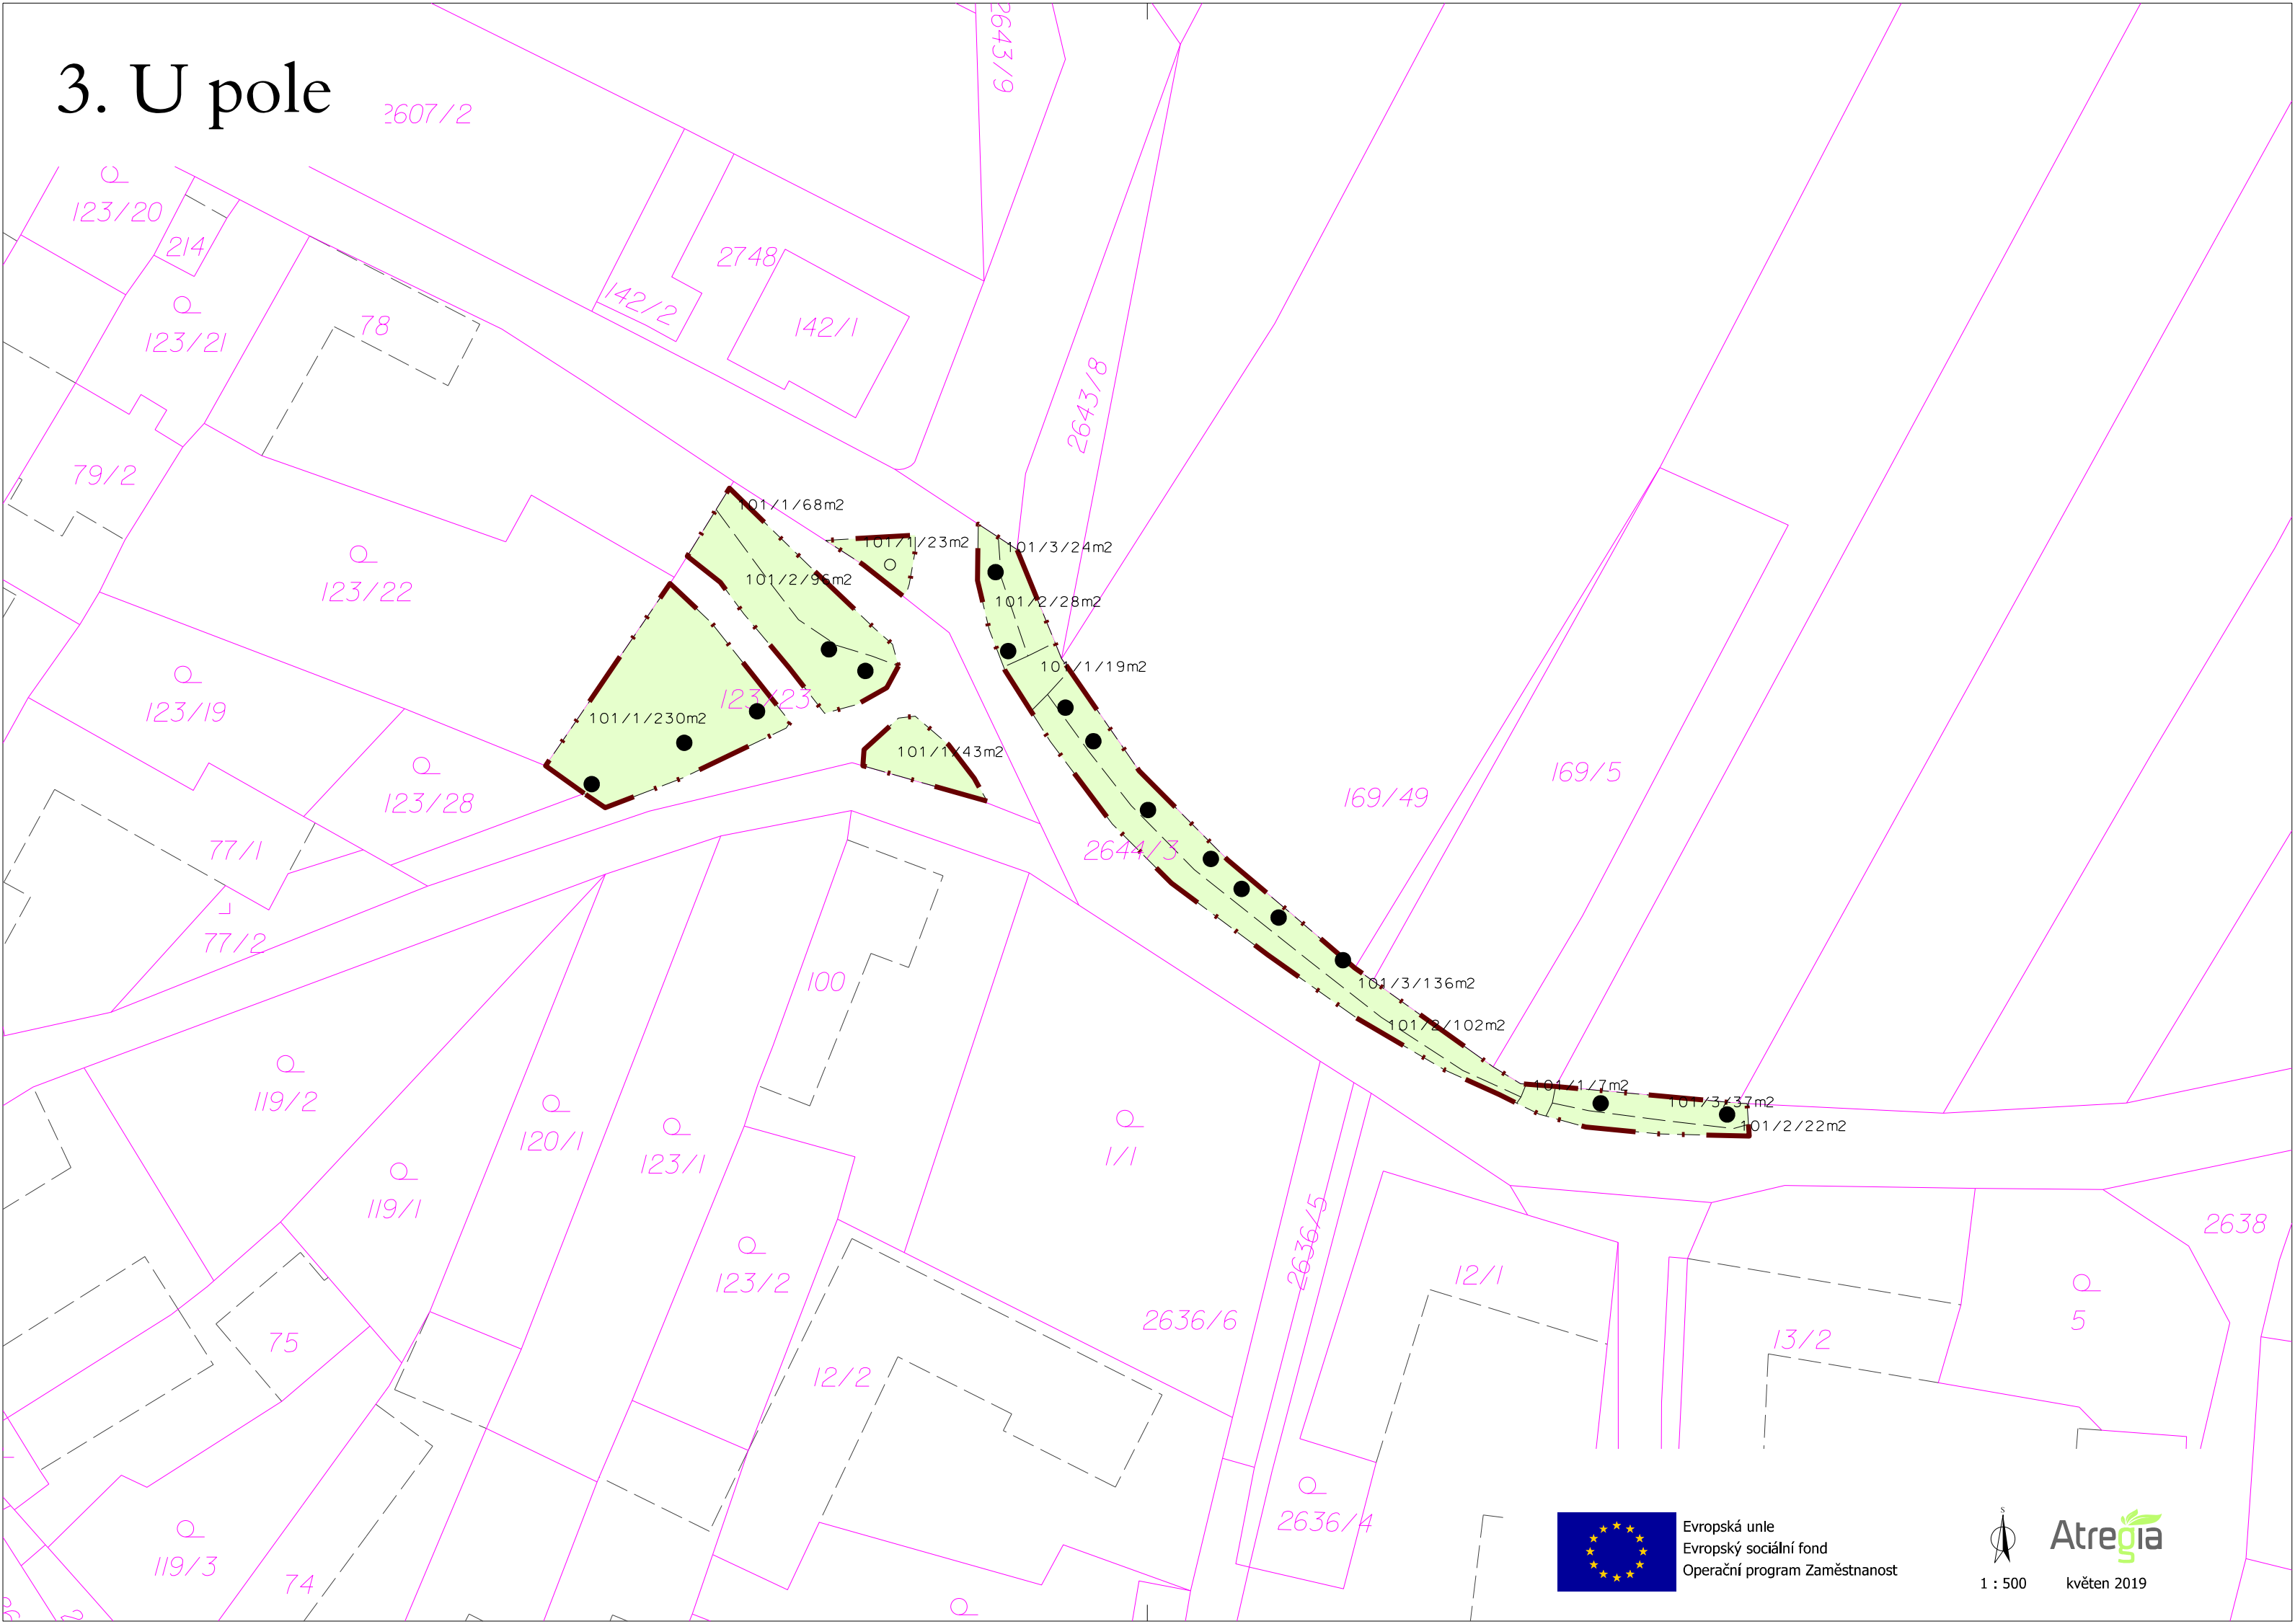 3. U pole
2643/9
2607/2
123/20
214
2748
142/2
78
142/1
123/21
2643/8
79/2
101/1/68m2
101/1/23m2
101/3/24m2
101/2/96m2
123/22
101/2/28m2
101/1/19m2
123/23
123/19
101/1/230m2
101/1/43m2
169/5
169/49
123/28
77/1
2644/3
77/2
100
101/3/136m2
101/2/102m2
101/1/7m2
119/2
101/3/37m2
101/2/22m2
120/1
123/1
1/1
119/1
2636/5
2638
123/2
12/1
2636/6
5
75
13/2
12/2
2636/4
119/3
74
Evropská unie
Evropský sociální fond
Operační program Zaměstnanost
S
1 : 500
Atregia
květen 2019